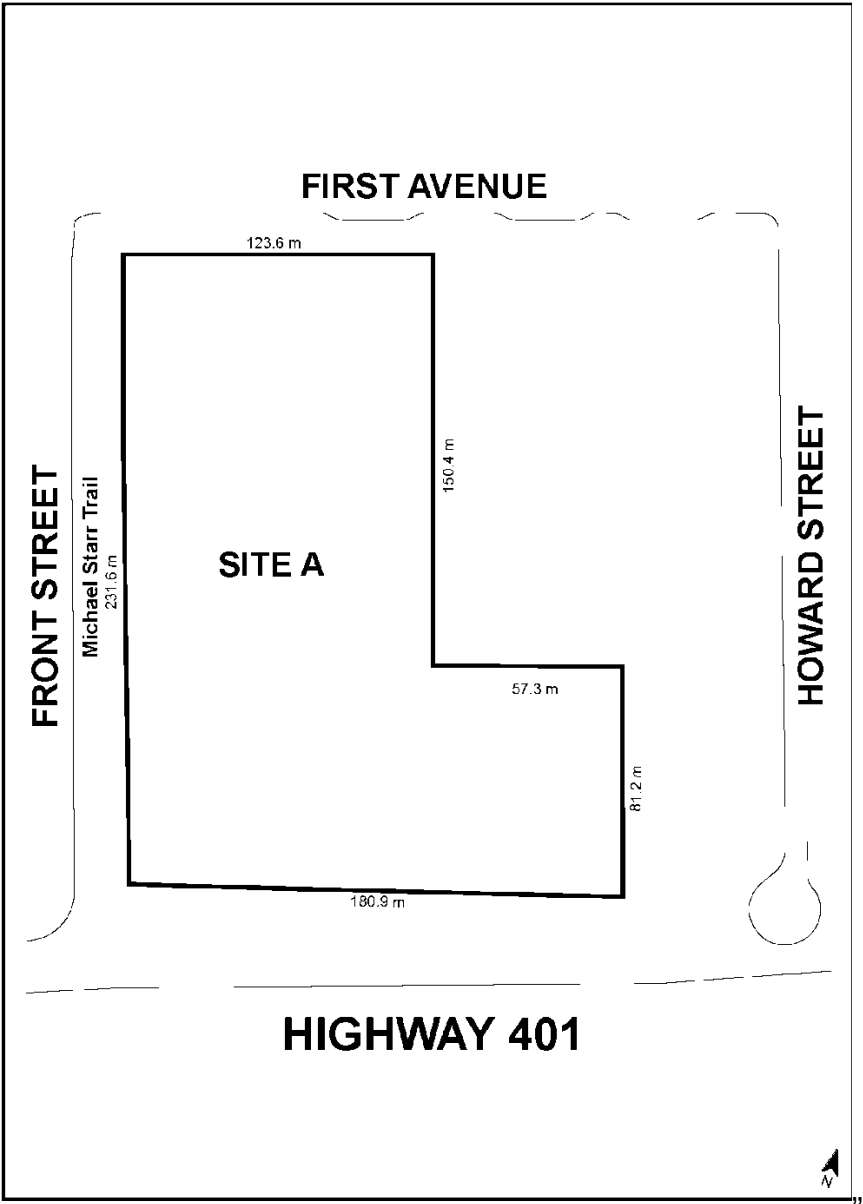 FIRST AVENUE
123.6 m
150.4 m
FRONT STREET
Michael Starr Trail
231.6 m
SITE A
HOWARD STREET
57.3 m
81.2 m
180.9 m
HIGHWAY 401
N
"